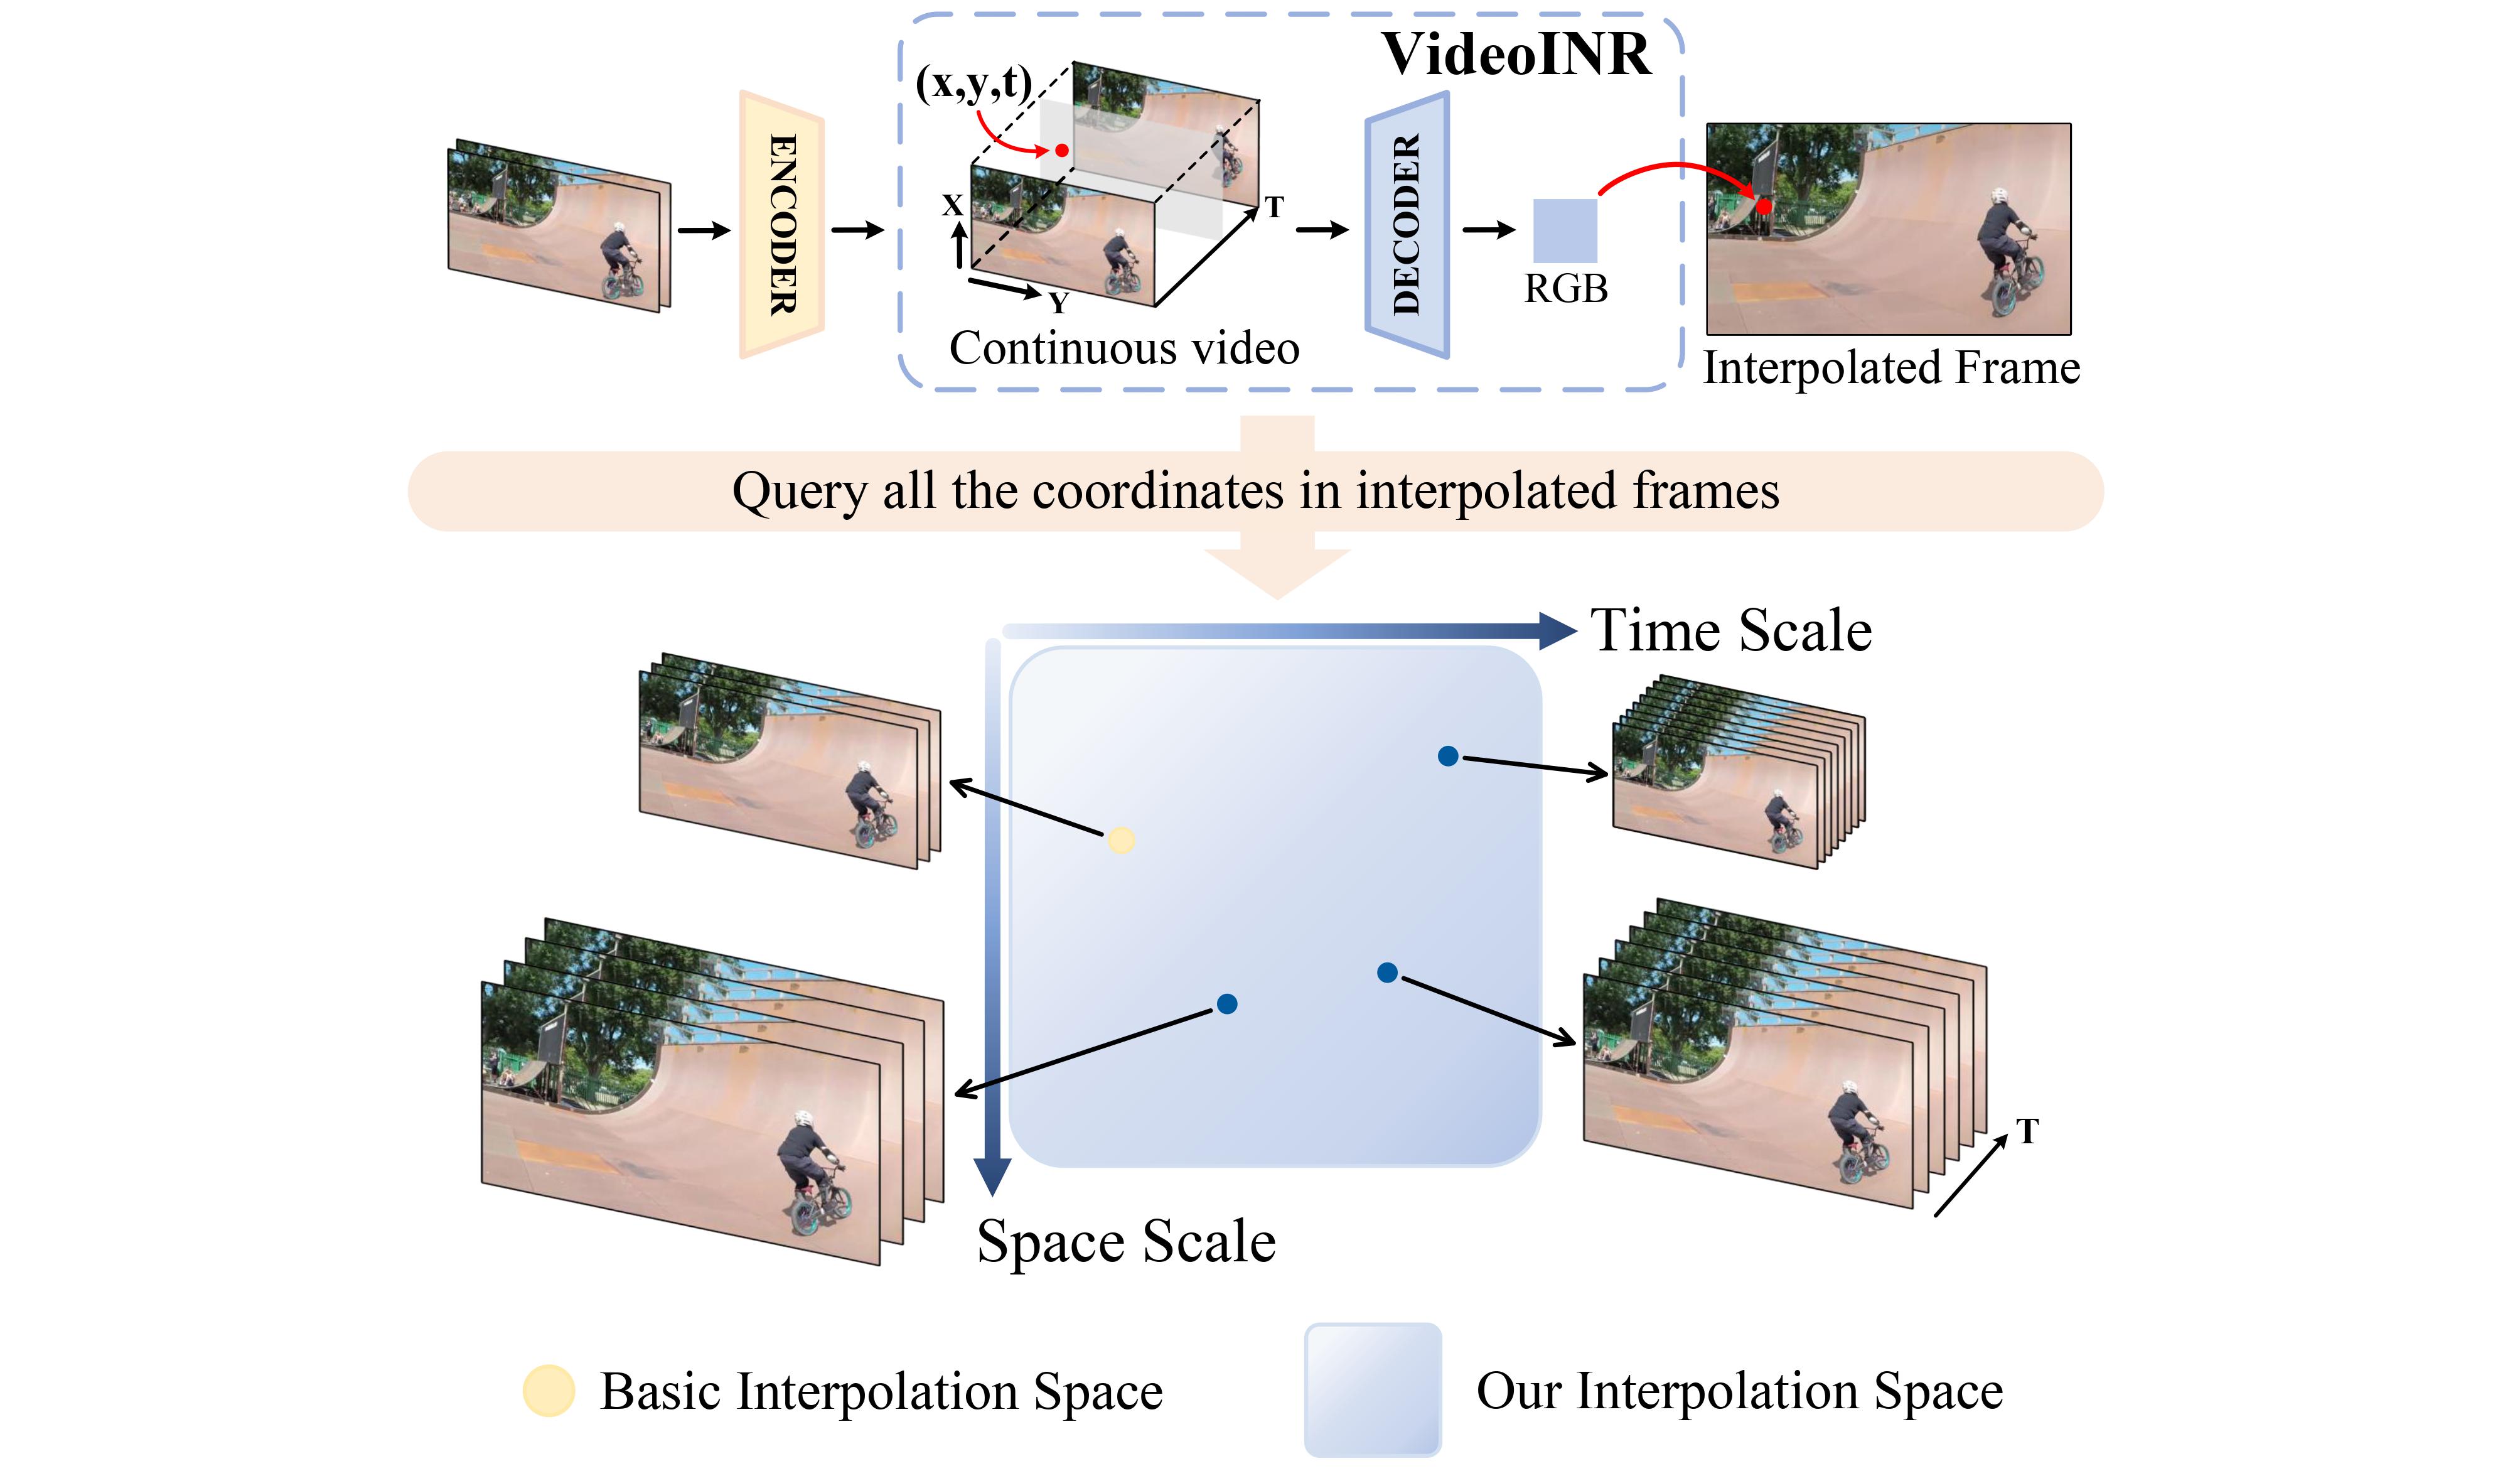 VideoINR
(x,y,t)
ENCODER
X
Y
T
DECODER
RGB
Continuous video
Interpolated Frame
Query all the coordinates in interpolated frames
Time Scale
T
Space Scale
Basic Interpolation Space
Our Interpolation Space